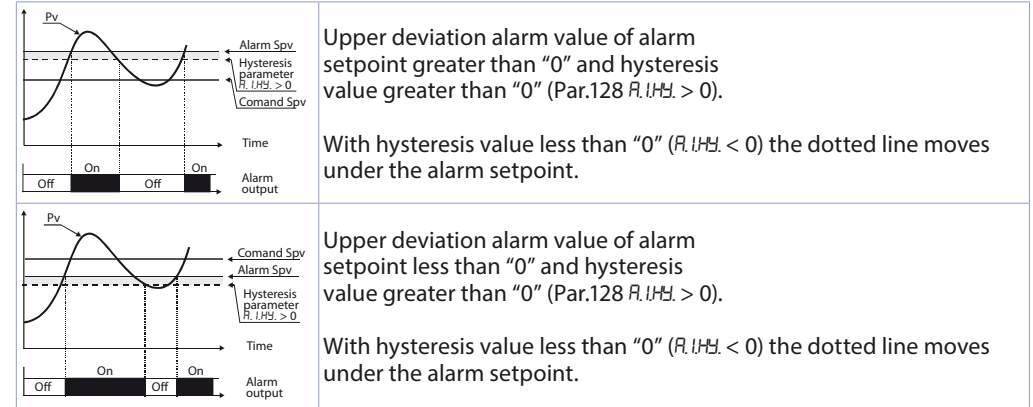 Pv
Alarm Spv
Hysteresis
parameter
A.1.HY. > 0
Comand Spv
Time
On
On
Off
Off
Alarm
output
Upper deviation alarm value of alarm
setpoint greater than “0” and hysteresis
value greater than “0” (Par.128 A.1.HY. > 0).
With hysteresis value less than “0” (A.1.HY. < 0) the dotted line moves
under the alarm setpoint.
Pv
Comand Spv
Alarm Spv
Hysteresis
parameter
A.1.HY. > 0
Time
On
On
Off
Off
Alarm
output
Upper deviation alarm value of alarm
setpoint less than “0” and hysteresis
value greater than “0” (Par.128 A.1.HY. > 0).
With hysteresis value less than “0” (A.1.HY. < 0) the dotted line moves
under the alarm setpoint.